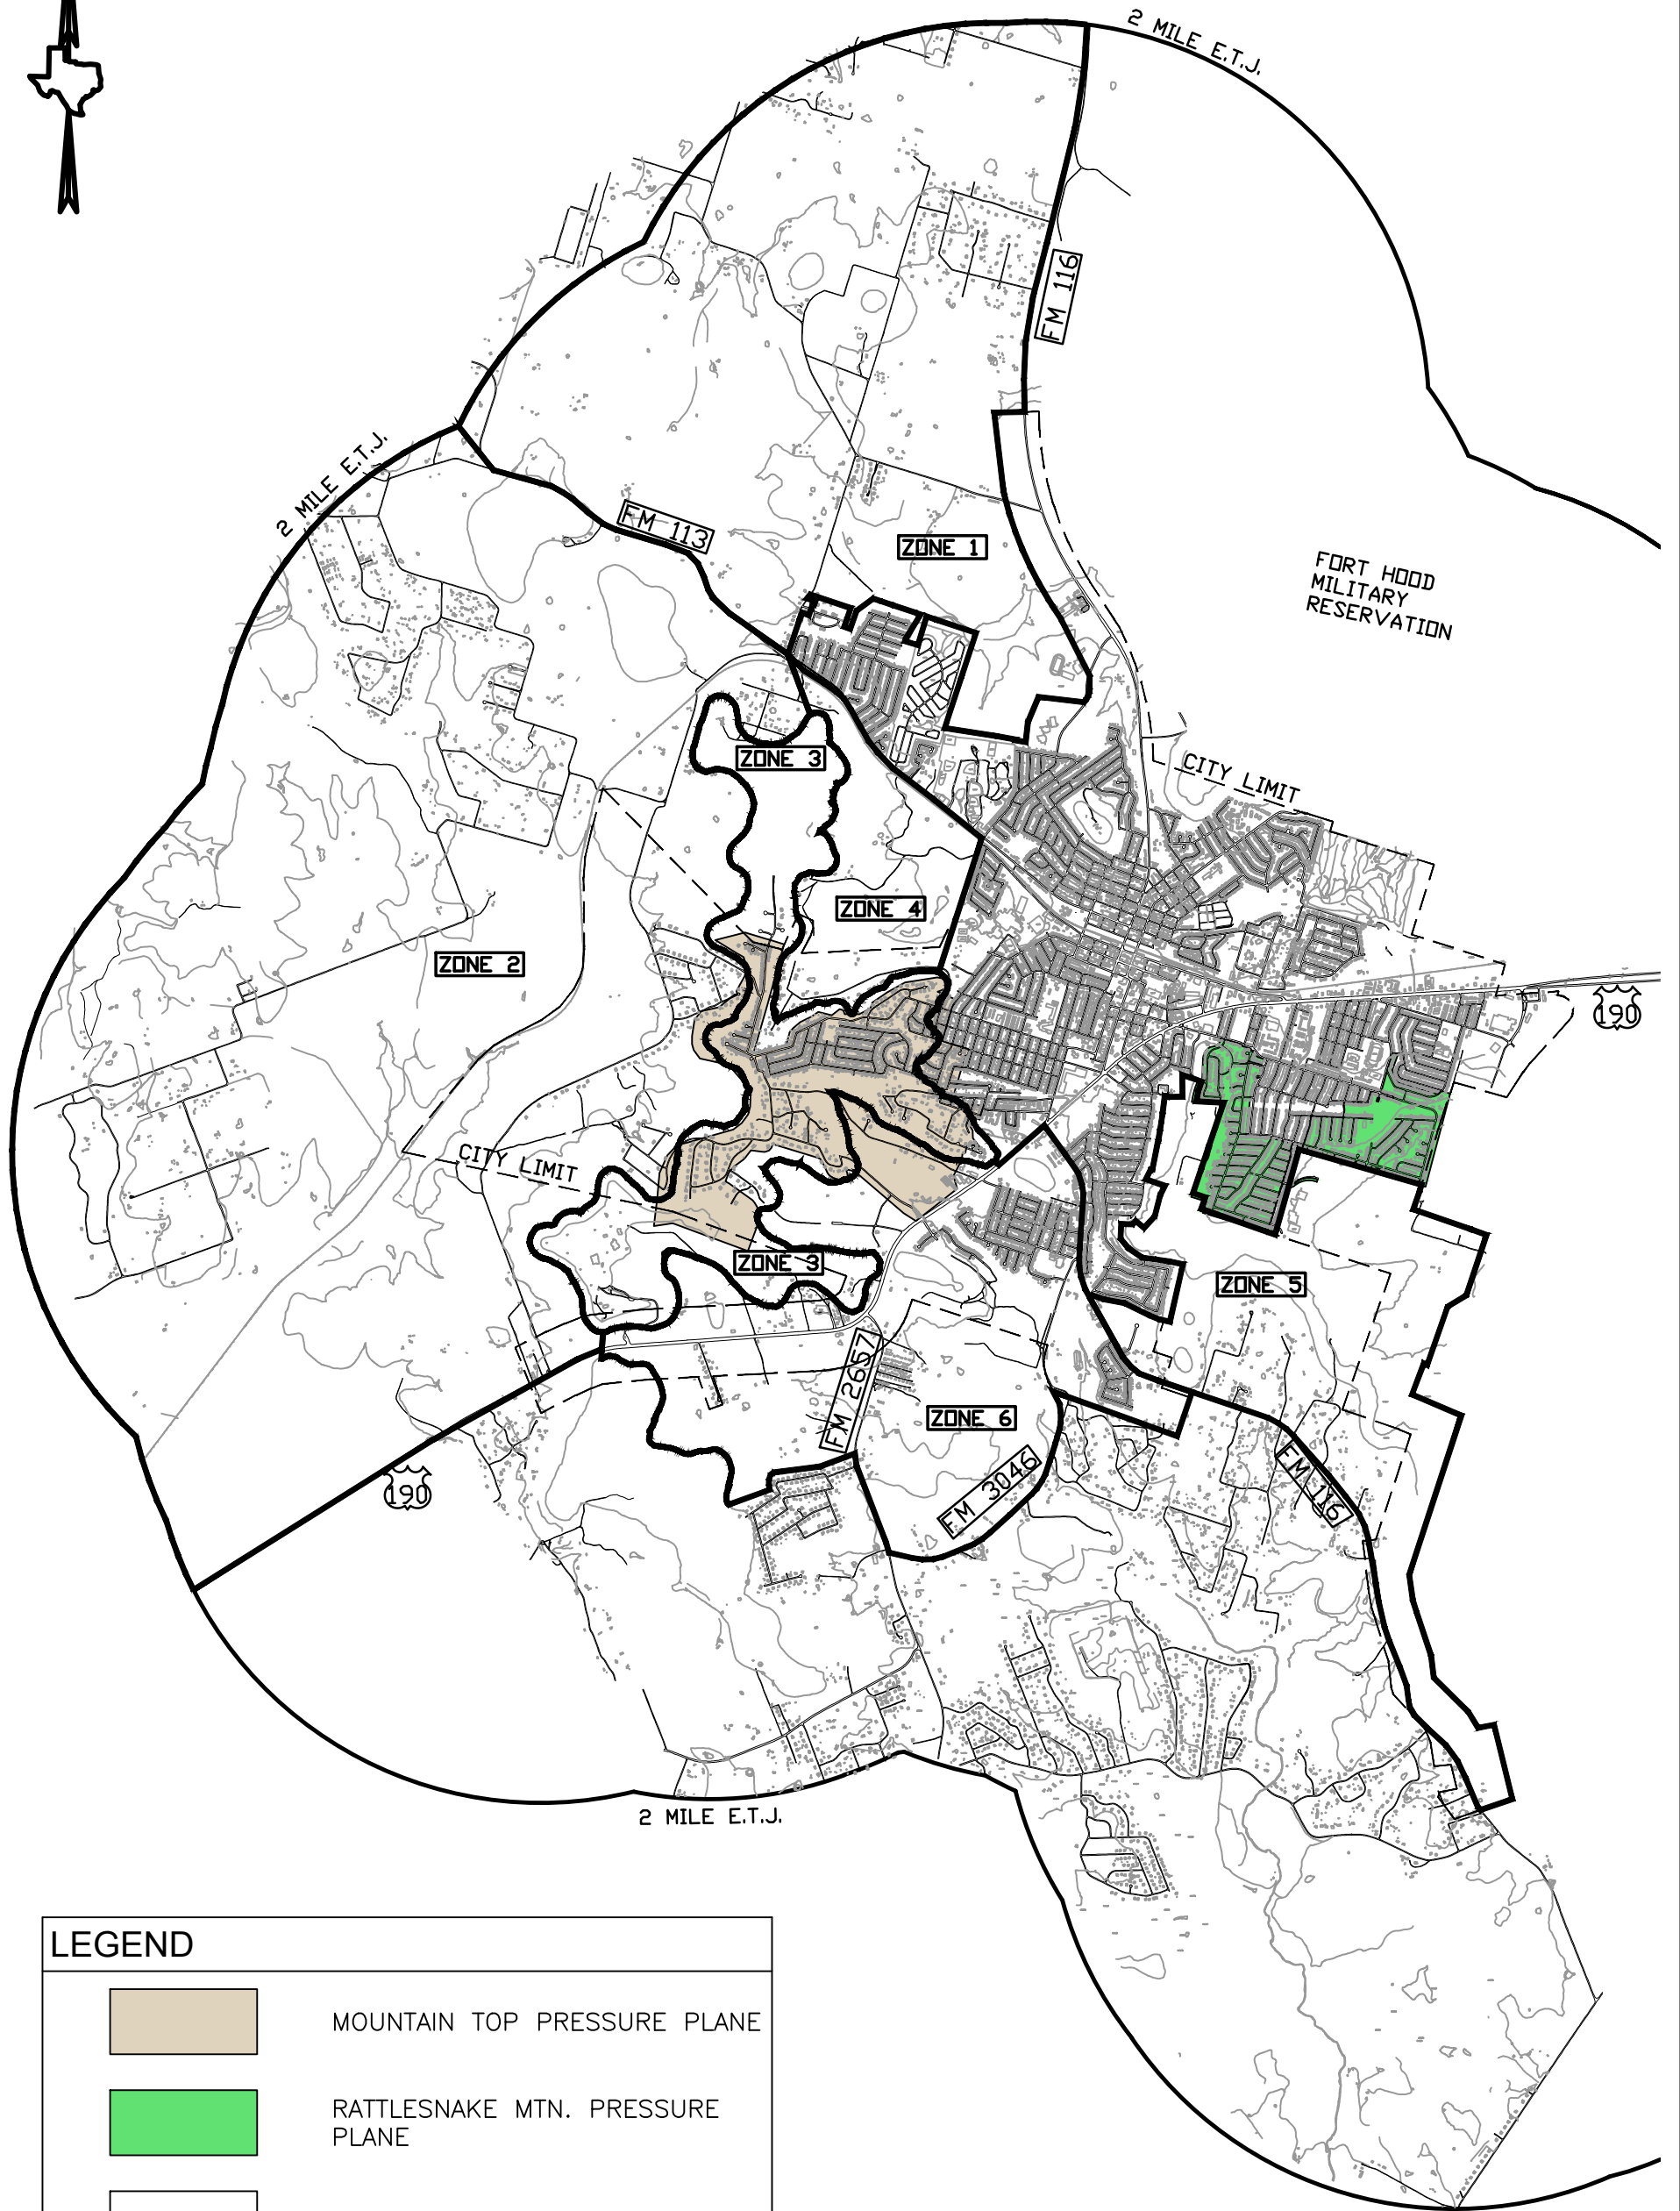 2 MILE E.T.J.
FM 116
2 MILE E.T.J.
FM 113
ZONE 1
FORT HOOD
MILITARY
RESERVATION
ZONE 3
CITY LIMIT
ZONE 4
ZONE 2
190
CITY LIMIT
ZONE 3
ZONE 5
FM 2657
ZONE 6
FM 3046
FM 116
190
2 MILE E.T.J.
LEGEND
MOUNTAIN TOP PRESSURE PLANE
RATTLESNAKE MTN. PRESSURE
PLANE